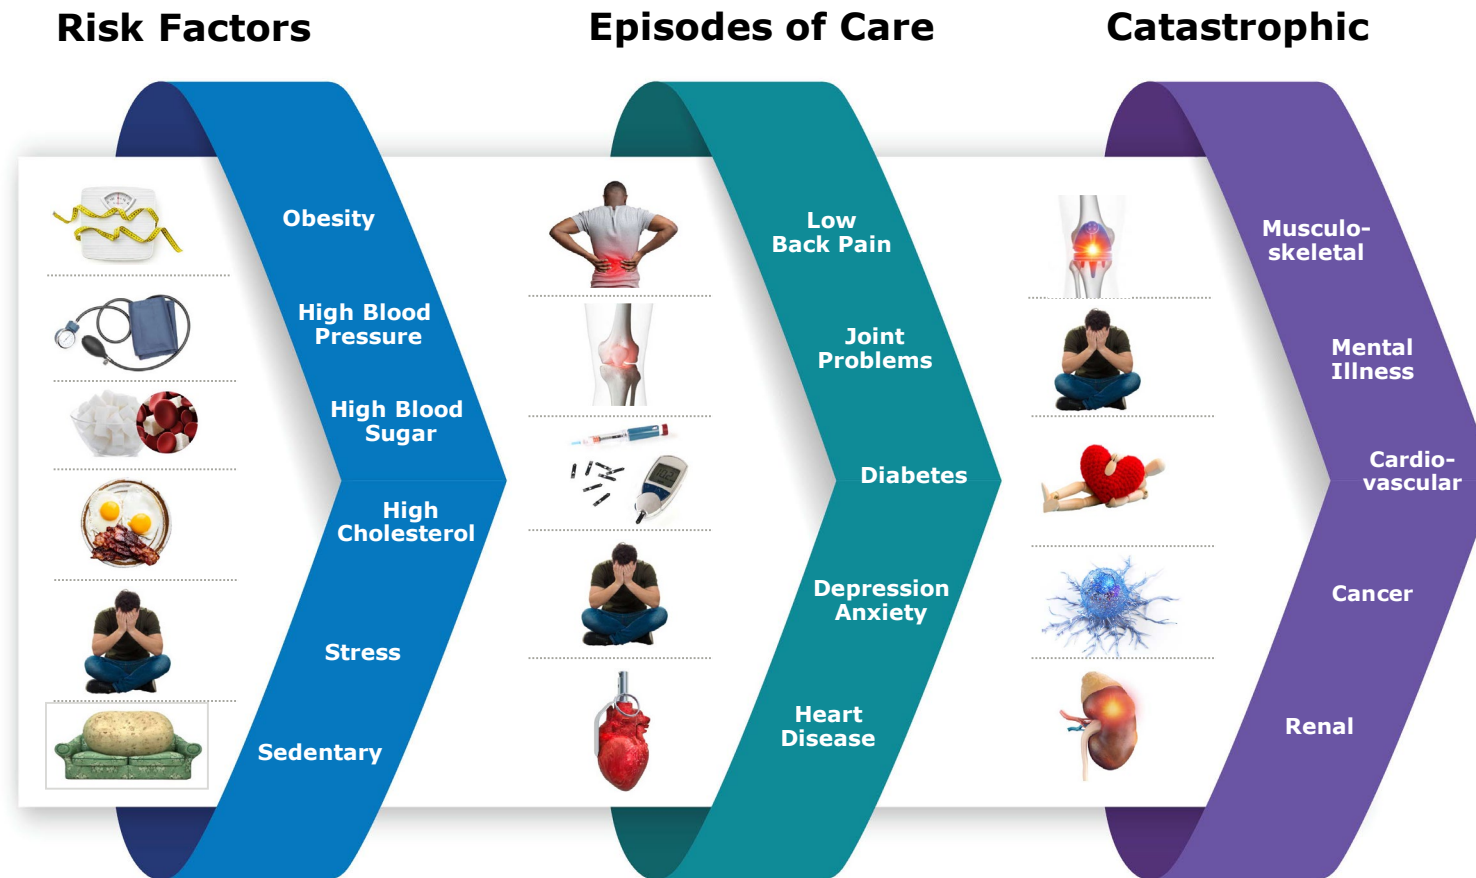 Risk Factors
Episodes of Care
Catastrophic
Obesity
High Blood
Pressure
High Blood
Sugar
High
Cholesterol
Stress
Sedentary
Low
Back Pain
Joint
Problems
Diabetes
Depression
Anxiety
Heart
Disease
Musculo-
skeletal
Mental
Illness
Cardio-
vascular
Cancer
Renal